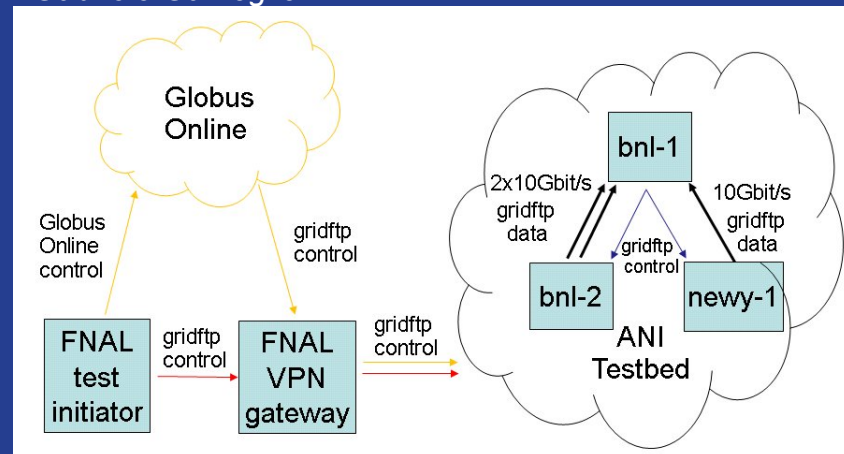 Globus
Online
Globus
Online
control
gridftp
control
FNAL
test
initiator
gridftp
control
FNAL
VPN
gateway
gridftp
control
bnl-1
2x10Gbit/s
gridftp
data
10Gbit/s
gridftp
data
gridftp
control
bnl-2
newy-1
ANI
Testbed